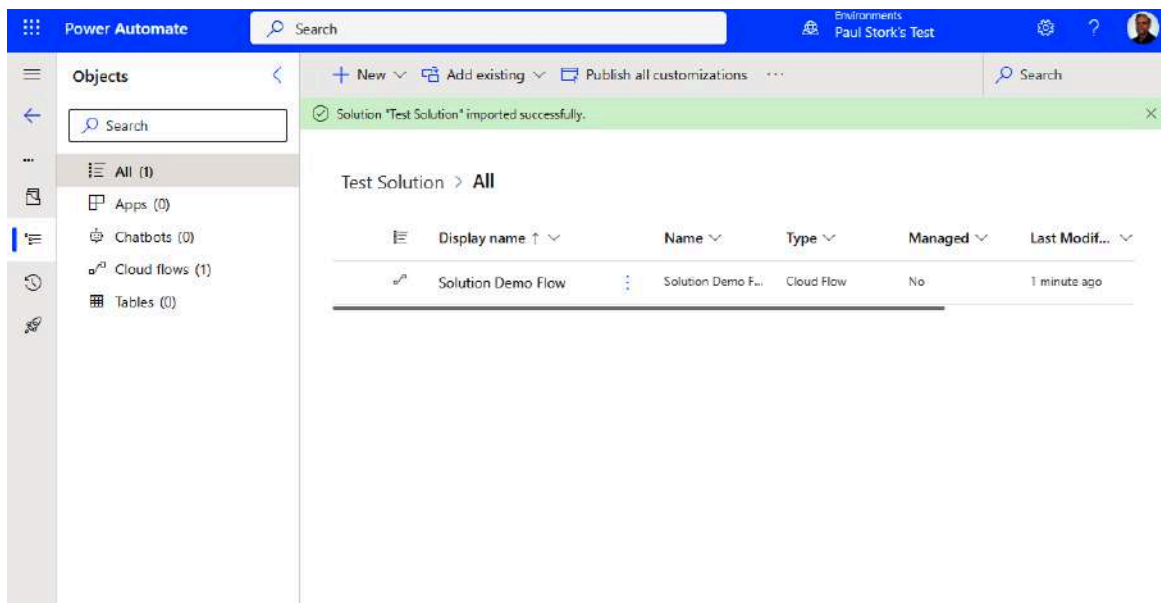 Power Automate
Search
Environments
Paul Stork's Test
?
Objects
New
Add existing
Publish all customizations
...
Search
Search
Solution "Test Solution" imported successfully.
All (1)
Apps (0)
Chatbots (0)
Cloud flows (1)
Tables (0)
Test Solution > All
Display name ↑ Name Type Managed Last Modif...
Solution Demo Flow Solution Demo F... Cloud Flow No 1 minute ago